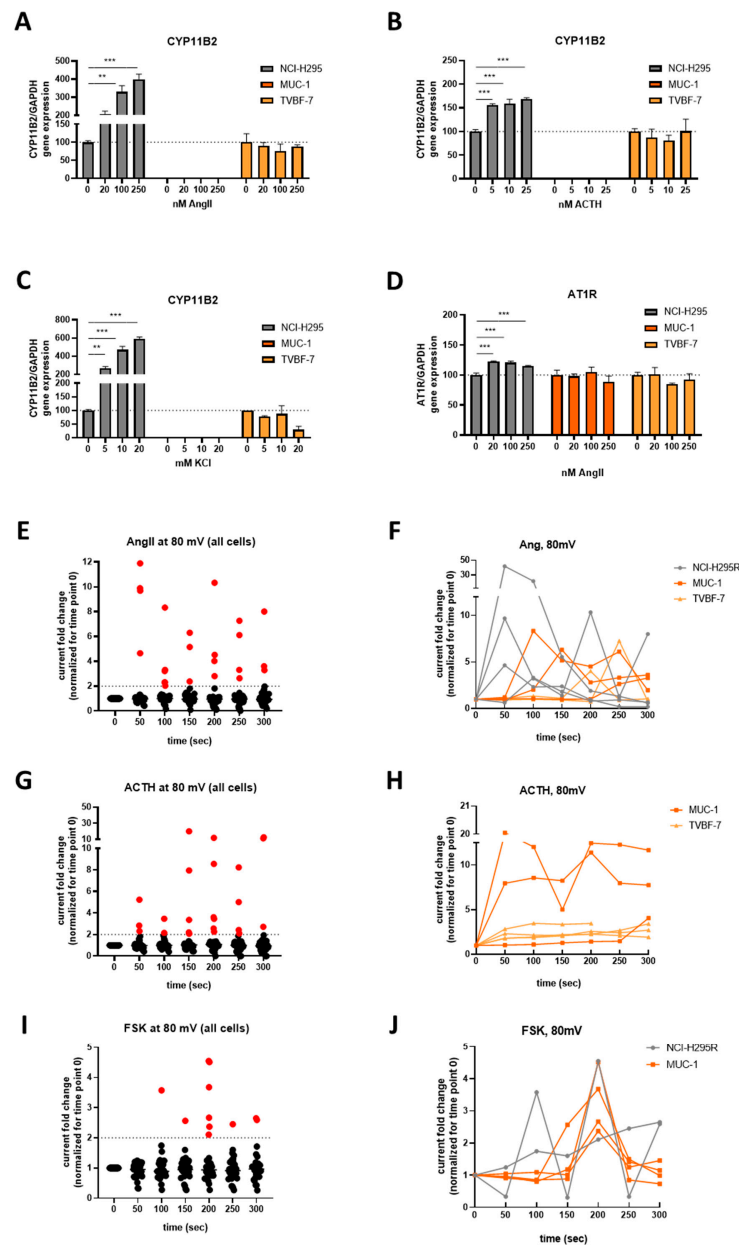 A
CYP11B2
CYP11B2/GAPDH
gene expression
600
500
400
300
200
100
50
0
***
**
NCI-H295
MUC-1
TVBF-7
0 20 100 250 0 20 100 250 0 20 100 250
nM AngII
B
CYP11B2
CYP11B2/GAPDH
gene expression
250
200
150
100
50
0
***
***
***
NCI-H295
MUC-1
TVBF-7
0 5 10 25 0 5 10 25 0 5 10 25
nM ACTH
C
CYP11B2
CYP11B2/GAPDH
gene expression
800
600
400
200
100
50
0
***
***
**
NCI-H295
MUC-1
TVBF-7
0 5 10 20 0 5 10 20 0 5 10 20
mM KCl
D
AT1R
AT1R/GAPDH
gene expression
200
150
100
50
0
***
***
***
NCI-H295
MUC-1
TVBF-7
0 20 100 250 0 20 100 250 0 20 100 250
nM AngII
E
AngII at 80 mV (all cells)
current fold change
(normalized for time point 0)
12
10
8
6
4
2
0
0 50 100 150 200 250 300
time (sec)
F
Ang, 80mV
current fold change
(normalized for time point 0)
50
30
10
5
0
0 50 100 150 200 250 300
time (sec)
NCI-H295R
MUC-1
TVBF-7
G
ACTH at 80 mV (all cells)
current fold change
(normalized for time point 0)
50
30
10
8
6
4
2
0
0 50 100 150 200 250 300
time (sec)
H
ACTH, 80mV
current fold change
(normalized for time point 0)
21
20
10
5
0
0 50 100 150 200 250 300
time (sec)
MUC-1
TVBF-7
I
FSK at 80 mV (all cells)
current fold change
(normalized for time point 0)
5
4
3
2
1
0
0 50 100 150 200 250 300
time (sec)
J
FSK, 80mV
current fold change
(normalized for time point 0)
5
4
3
2
1
0
0 50 100 150 200 250 300
time (sec)
NCI-H295R
MUC-1